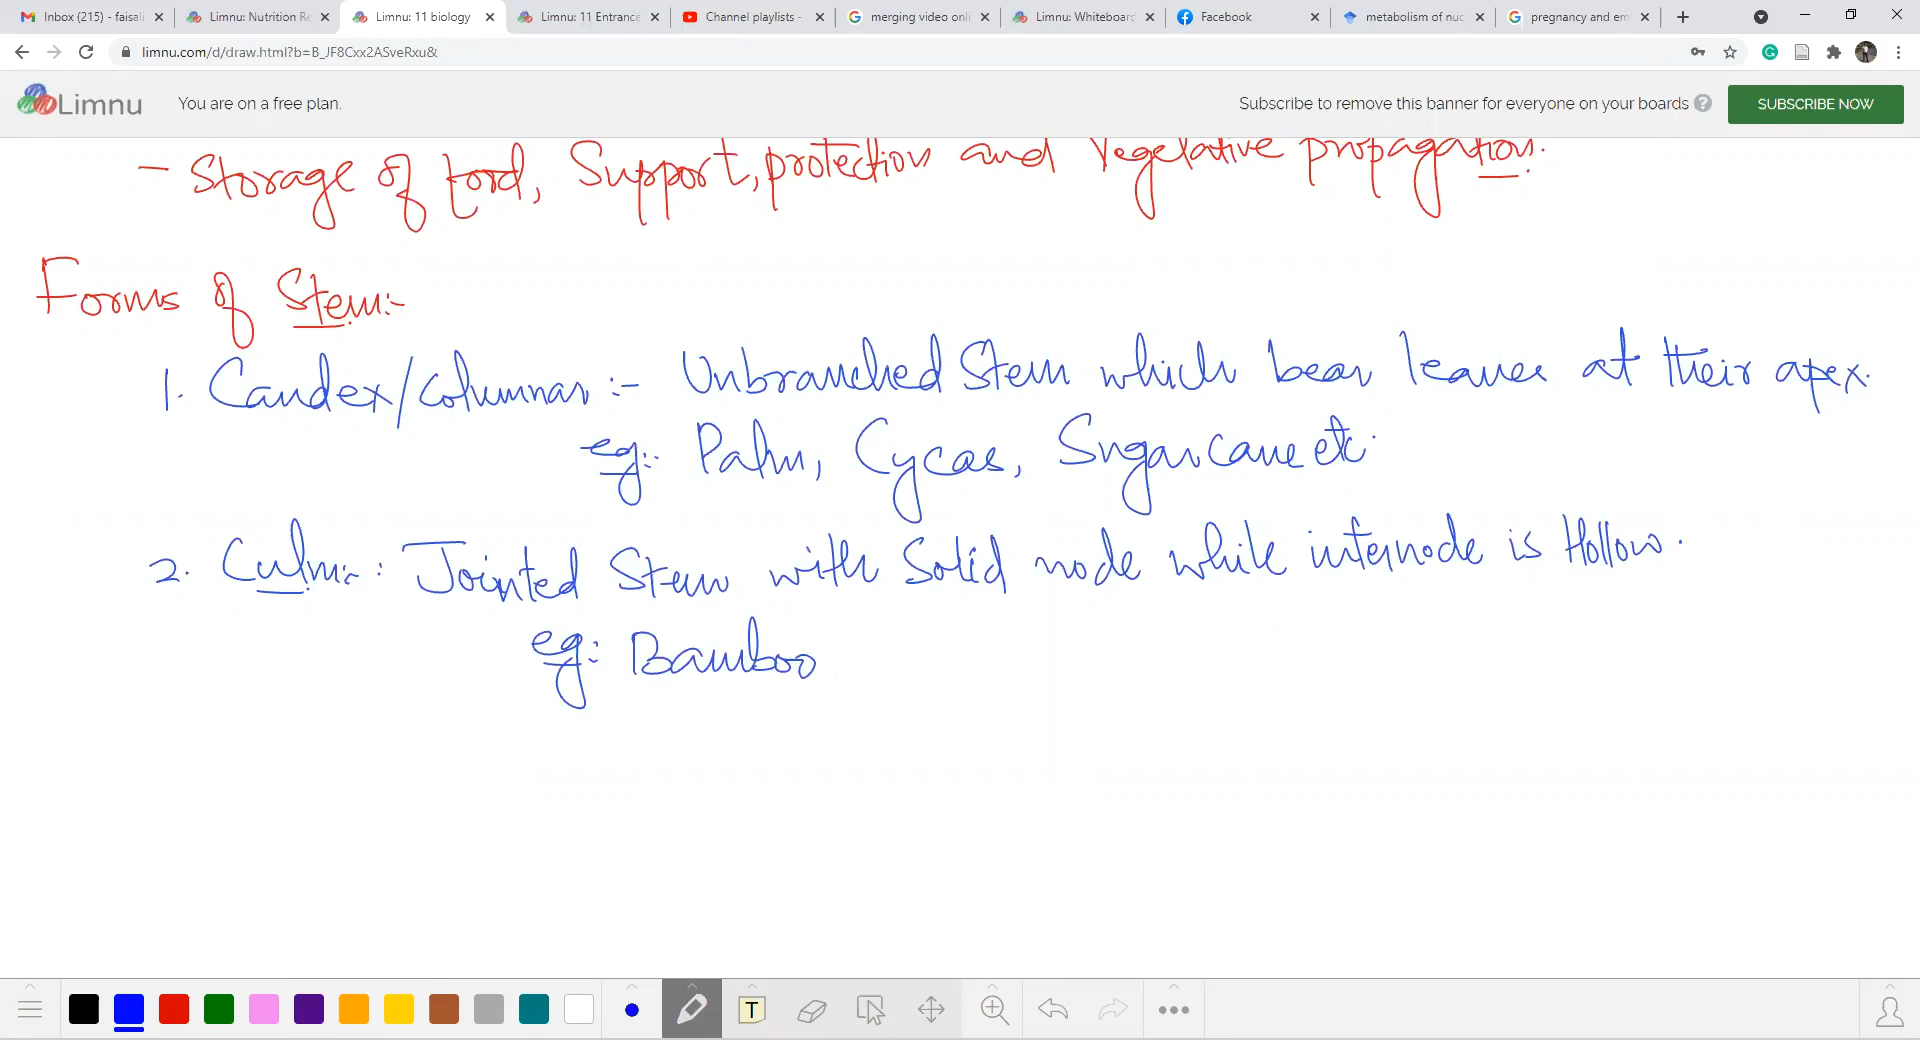 Inbox (215) - faisali
Limnu: Nutrition Re
Limnu: 11 biology
Limnu: 11 Entrance
Channel playlists -
merging video onli
Limnu: Whiteboard
Facebook
metabolism of nuc
pregnancy and em
limnu.com/d/draw.html?b=B_JF8Cxx2ASveRxu&
Limnu You are on a free plan. Subscribe to remove this banner for everyone on your boards ? SUBSCRIBE NOW
- Storage of food, Support, protection and Vegetative propagation.
Forms of Stem:-
1. Caudex/columnar :- Unbranched Stem which bear leaves at their apex.
eg:- Palm, Cycas, Sugarcane etc.
2. Culm:- : Jointed Stem with Solid node while internode is Hollow.
eg:- Bamboo
T